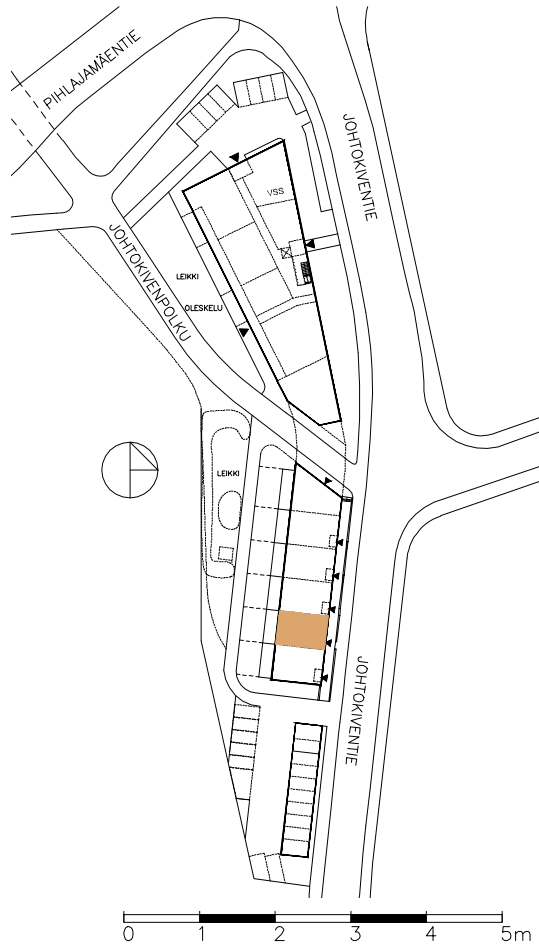 PIHLAJAMÄENTIE
JOHTOKIVENTIE
VSS
JOHTOKIVENPOLKU
LEIKKI
OLESKELU
LEIKKI
JOHTOKIVENTIE
0 1 2 3 4 5m